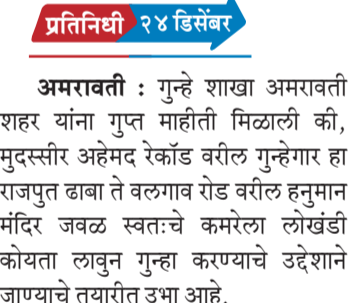 प्रतिनिधी २४ डिसेंबर
अमरावती : गुन्हे शाखा अमरावती
शहर यांना गुप्त माहीती मिळाली की,
मुदस्सीर अहेमद रेकॉड वरील गुन्हेगार हा
राजपुत ढाबा ते वलगाव रोड वरील हनुमान
मंदिर जवळ स्वतःचे कमरेला लोखंडी
कोयता लावुन गुन्हा करण्याचे उद्देशाने
जाण्याचे तयारीत उभा आहे.